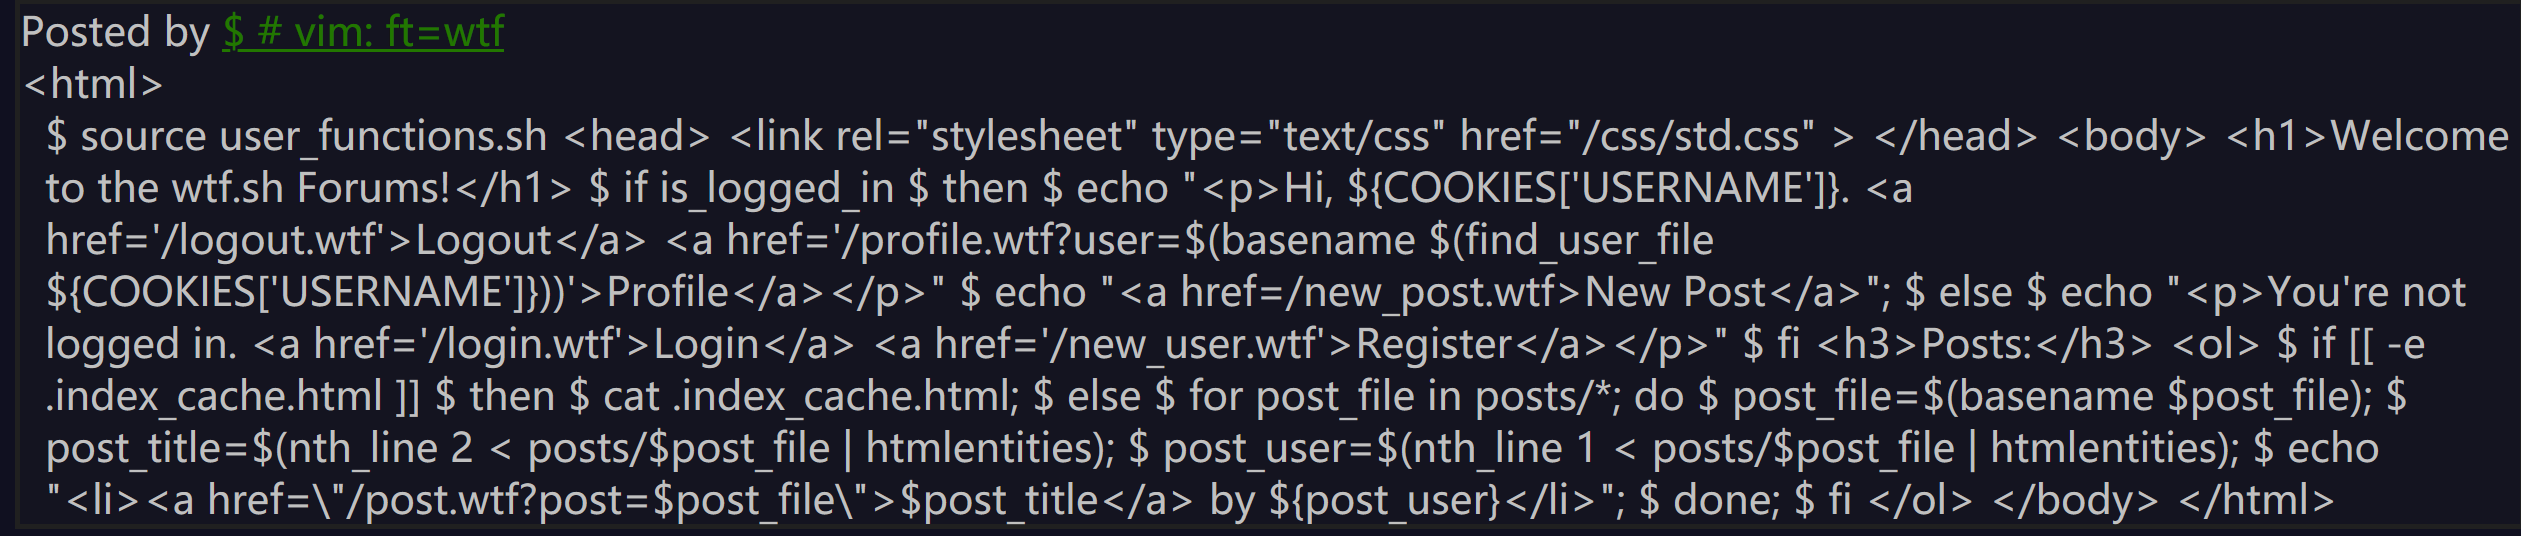 Posted by $ # vim: ft=wtf
<html>
$ source user_functions.sh <head> <link rel="stylesheet" type="text/css" href="/css/std.css" > </head> <body> <h1>Welcome
to the wtf.sh Forums!</h1> $ if is_logged_in $ then $ echo "<p>Hi, ${COOKIES['USERNAME']}. <a
href='/logout.wtf'>Logout</a> <a href='/profile.wtf?user=$(basename $(find_user_file
${COOKIES['USERNAME']}))'>Profile</a></p>" $ echo "<a href=/new_post.wtf>New Post</a>"; $ else $ echo "<p>You're not
logged in. <a href='/login.wtf'>Login</a> <a href='/new_user.wtf'>Register</a></p>" $ fi <h3>Posts:</h3> <ol> $ if [[ -e
.index_cache.html ]] $ then $ cat .index_cache.html; $ else $ for post_file in posts/*; do $ post_file=$(basename $post_file); $
post_title=$(nth_line 2 < posts/$post_file | htmlentities); $ post_user=$(nth_line 1 < posts/$post_file | htmlentities); $ echo
"<li><a href=\"/post.wtf?post=$post_file\">$post_title</a> by ${post_user}</li>"; $ done; $ fi </ol> </body> </html>